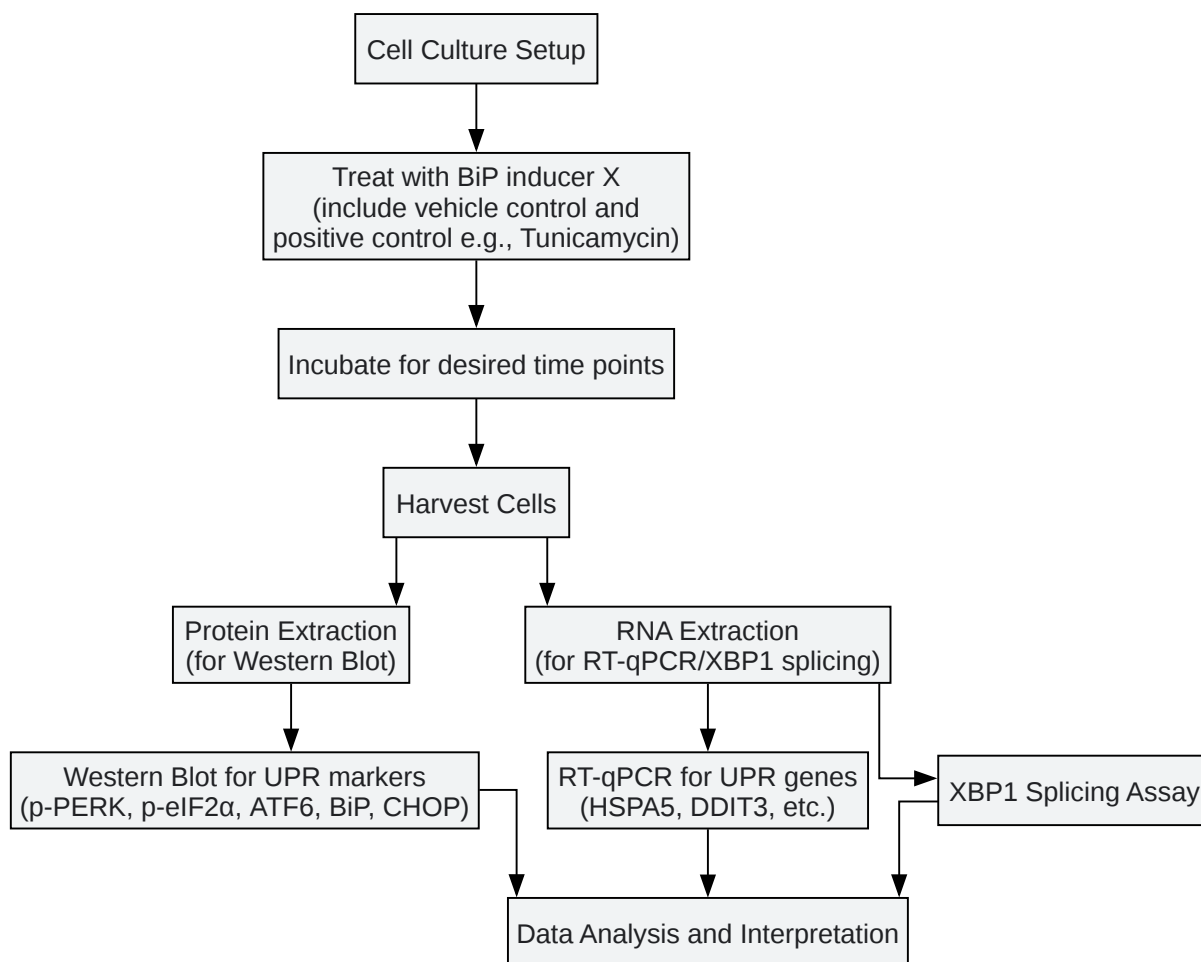 Cell Culture Setup
Treat with BiP inducer X
(include vehicle control and
positive control e.g., Tunicamycin)
Incubate for desired time points
Harvest Cells
Protein Extraction
(for Western Blot)
RNA Extraction
(for RT-qPCR/XBP1 splicing)
Western Blot for UPR markers
(p-PERK, p-eIF2α, ATF6, BiP, CHOP)
RT-qPCR for UPR genes
(HSPA5, DDIT3, etc.)
XBP1 Splicing Assay
Data Analysis and Interpretation